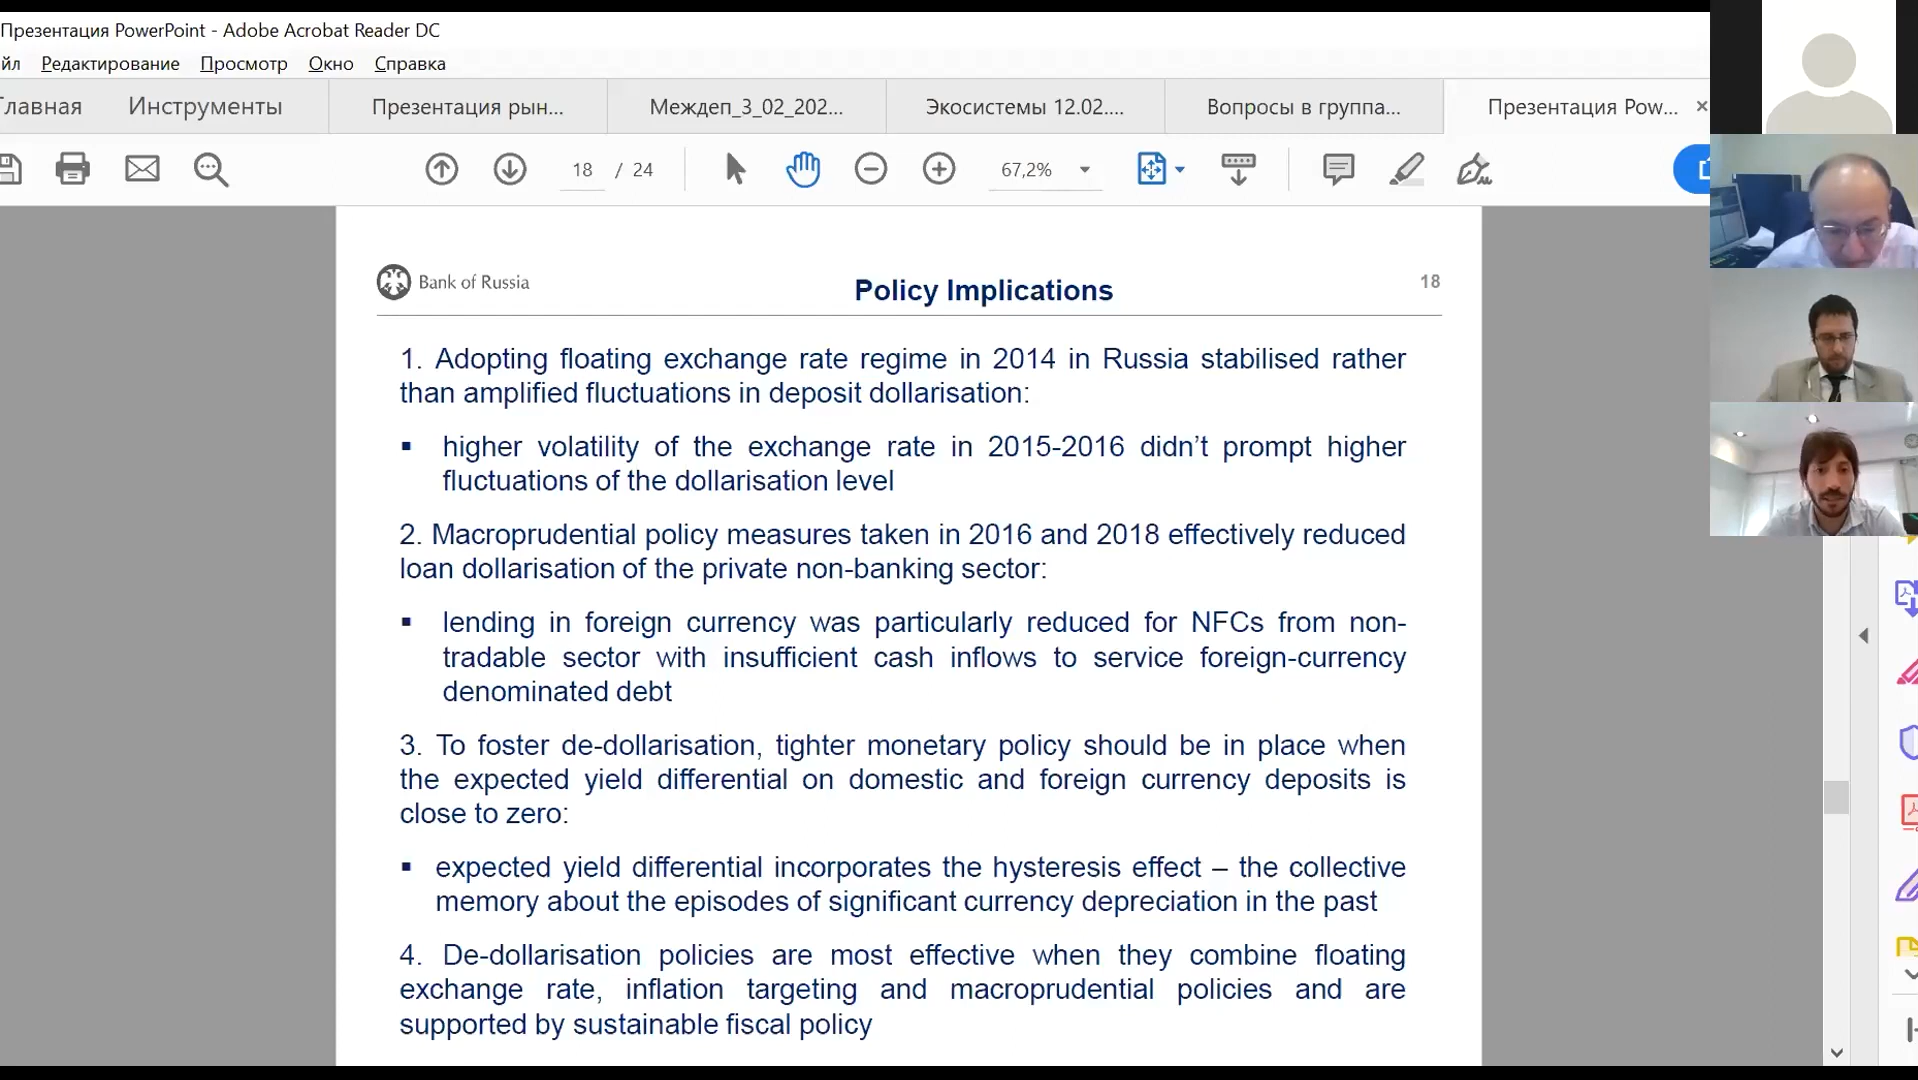 Презентация PowerPoint - Adobe Acrobat Reader DC
йл Редактирование Просмотр Окно Справка
Главная Инструменты Презентация рын... Междеп_3_02_202... Экосистемы 12.02.... Вопросы в группа... Презентация Pow... ×
18 / 24 67,2%
Bank of Russia
Policy Implications
18
1. Adopting floating exchange rate regime in 2014 in Russia stabilised rather
than amplified fluctuations in deposit dollarisation:
▪ higher volatility of the exchange rate in 2015-2016 didn’t prompt higher
fluctuations of the dollarisation level
2. Macroprudential policy measures taken in 2016 and 2018 effectively reduced
loan dollarisation of the private non-banking sector:
▪ lending in foreign currency was particularly reduced for NFCs from non-
tradable sector with insufficient cash inflows to service foreign-currency
denominated debt
3. To foster de-dollarisation, tighter monetary policy should be in place when
the expected yield differential on domestic and foreign currency deposits is
close to zero:
▪ expected yield differential incorporates the hysteresis effect – the collective
memory about the episodes of significant currency depreciation in the past
4. De-dollarisation policies are most effective when they combine floating
exchange rate, inflation targeting and macroprudential policies and are
supported by sustainable fiscal policy